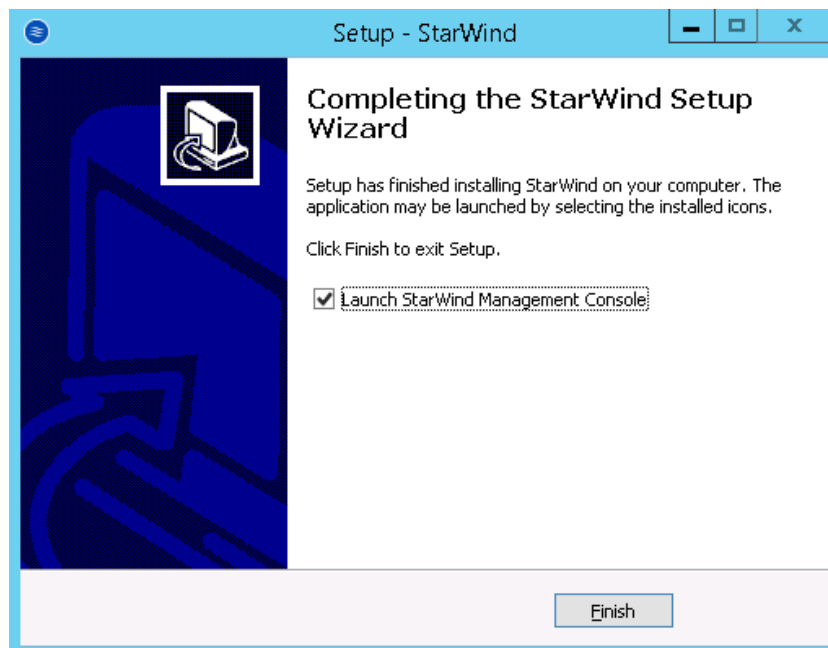 Setup - StarWind
Completing the StarWind Setup
Wizard
Setup has finished installing StarWind on your computer. The
application may be launched by selecting the installed icons.
Click Finish to exit Setup.
Launch StarWind Management Console
Finish